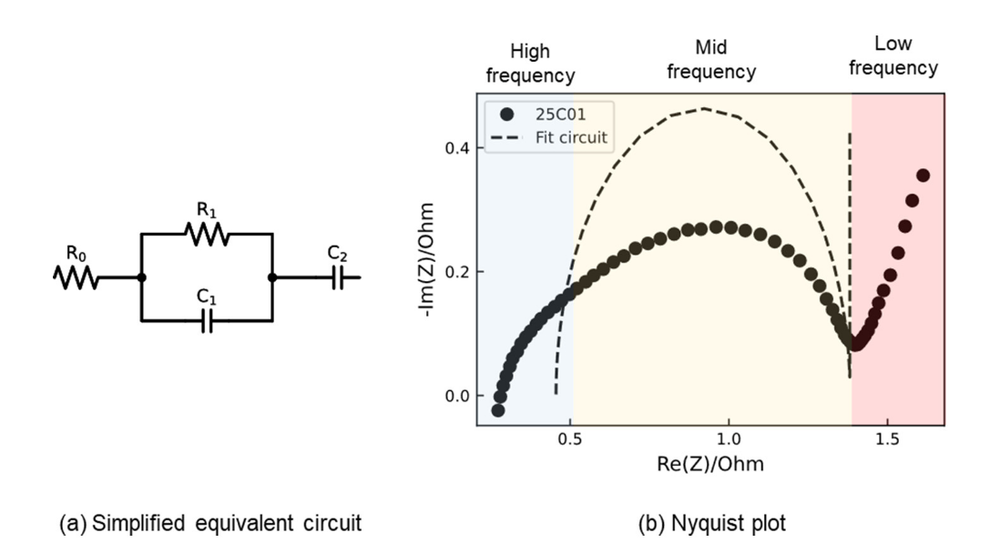 R₀
R₁
C₁
C₂
(a) Simplified equivalent circuit
High
frequency
Mid
frequency
Low
frequency
25C01
Fit circuit
0.4
0.2
0.0
-Im(Z)/Ohm
0.5
1.0
1.5
Re(Z)/Ohm
(b) Nyquist plot